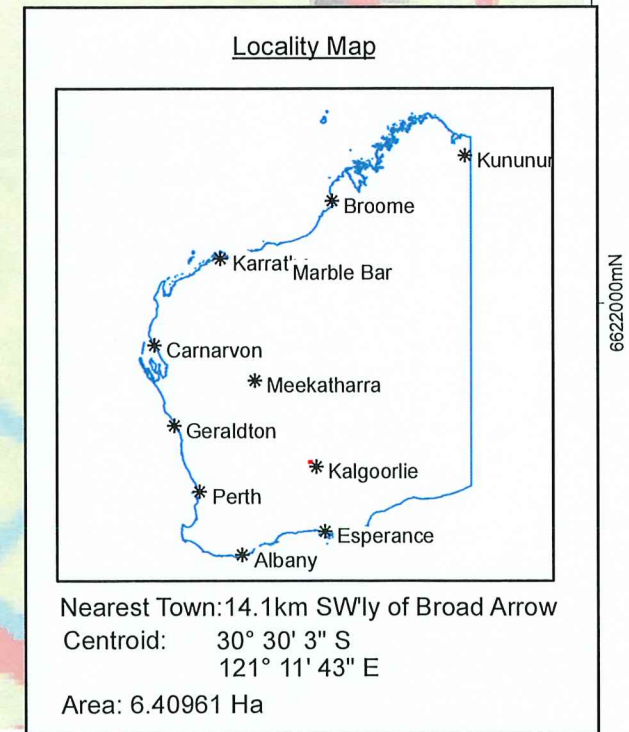 Locality Map
Kununur
Broome
Karrat'
Marble Bar
Carnarvon
Meekatharra
Geraldton
Kalgoorlie
Perth
Esperance
Albany
Nearest Town:14.1km SW'ly of Broad Arrow
Centroid: 30° 30' 3" S
121° 11' 43" E
Area: 6.40961 Ha
6622000mN